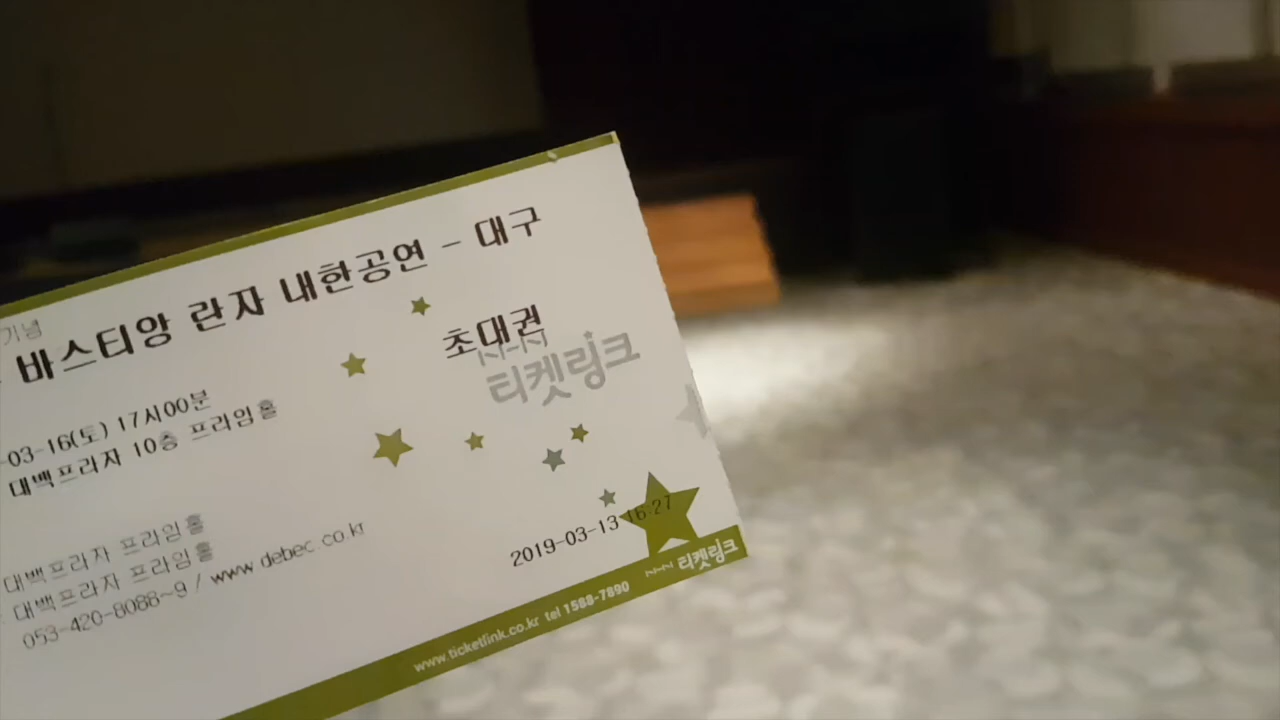 기념
바스티앙 란자 내한공연 - 대구
초대권
NHN
티켓링크
-03-16(토) 17시00분
대백프라자 10층 프라임홀
대백프라자 프라임홀
대백프라자 프라임홀
053-420-8088~9 / www.debec.co.kr
2019-03-13 16:27
www.ticketlink.co.kr tel 1588-7890 NHN 티켓링크